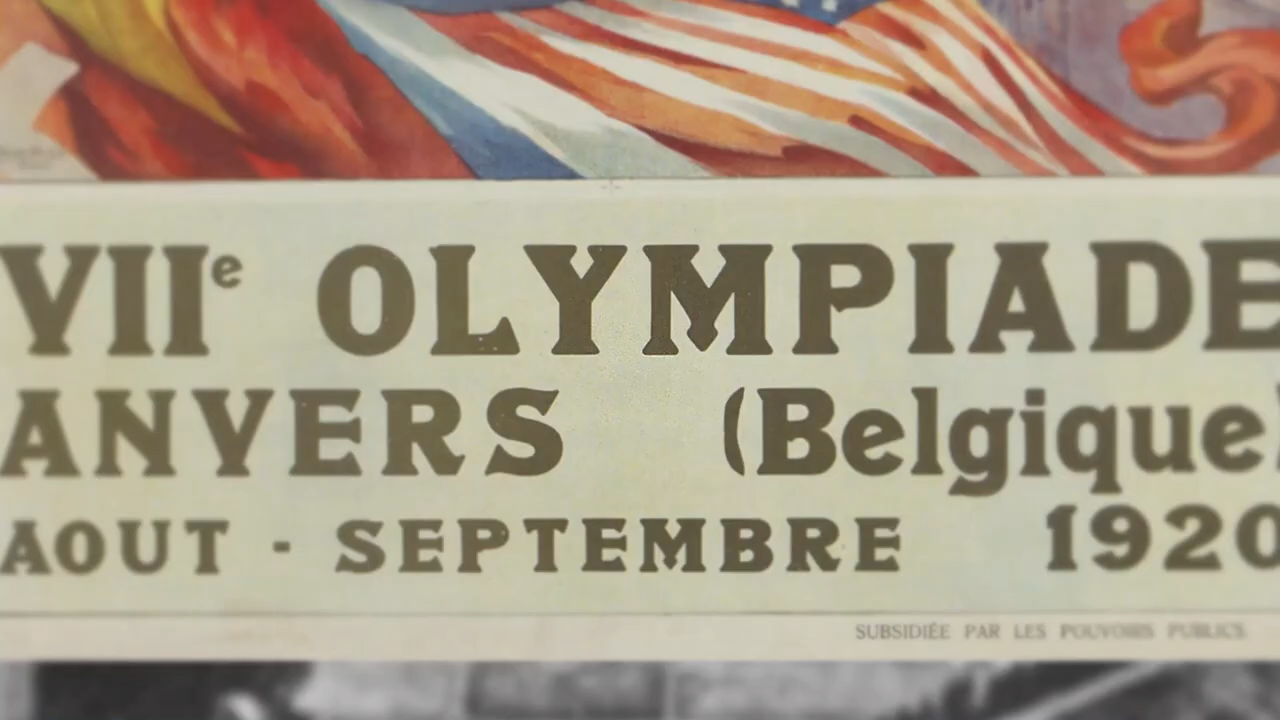 VIIe OLYMPIADE
ANVERS (Belgique)
AOUT - SEPTEMBRE 1920
SUBSIDIÉE PAR LES POUVOIRS PUBLICS